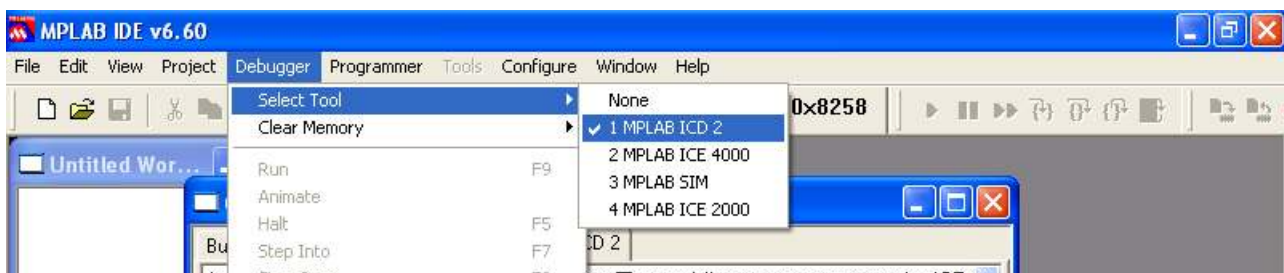 MPLAB IDE v6.60
File Edit View Project Debugger Programmer Tools Configure Window Help
Select Tool
None
0x8258
Clear Memory
1 MPLAB ICD 2
2 MPLAB ICE 4000
Untitled Wor...
Run F9
3 MPLAB SIM
Animate
4 MPLAB ICE 2000
Halt F5
Bu
CD 2
Step Into F7